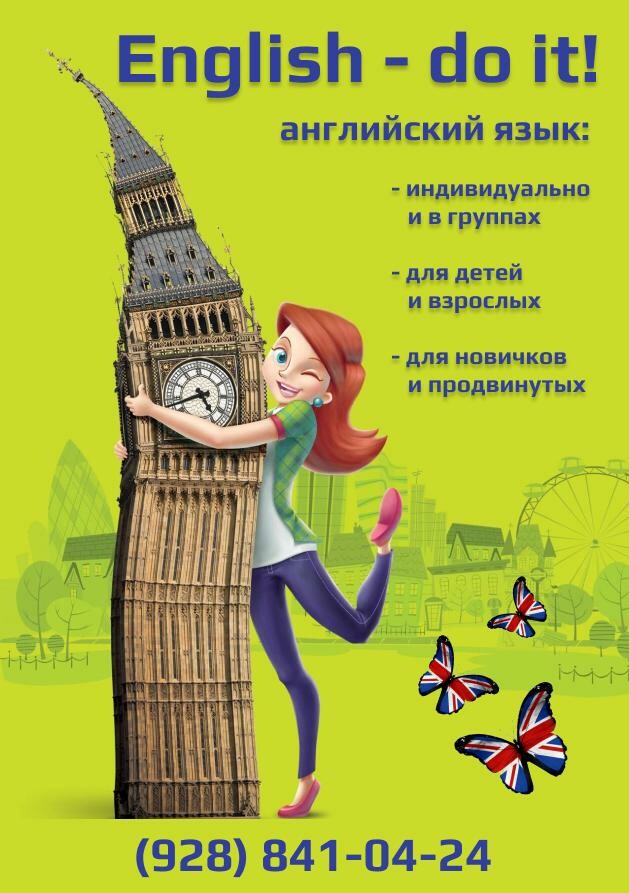 English - do it!
английский язык:
- индивидуально
и в группах
- для детей
и взрослых
- для новичков
и продвинутых
(928) 841-04-24